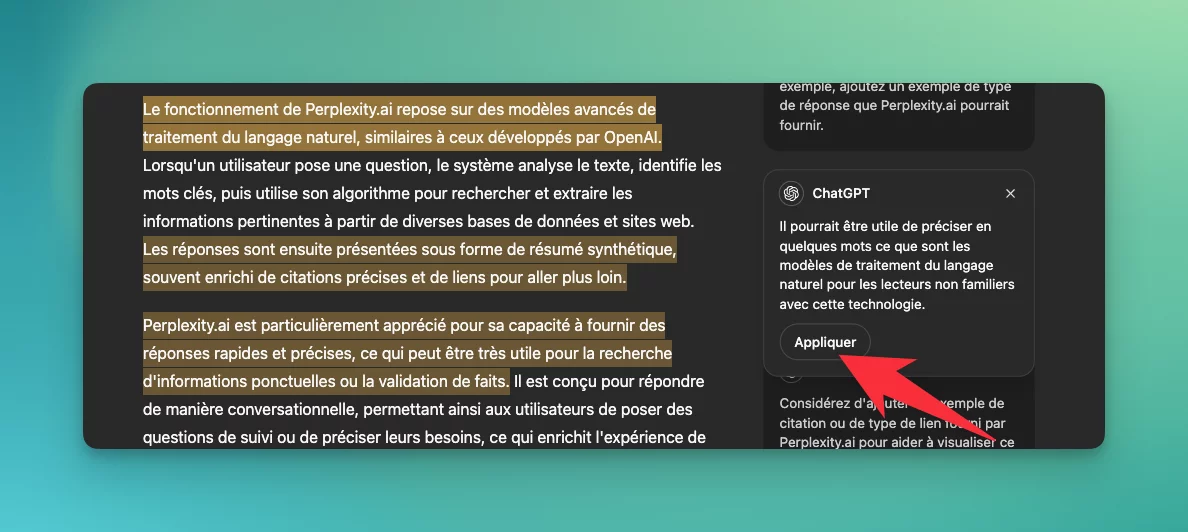 Le fonctionnement de Perplexity.ai repose sur des modèles avancés de
traitement du langage naturel, similaires à ceux développés par OpenAI.
Lorsqu'un utilisateur pose une question, le système analyse le texte, identifie les
mots clés, puis utilise son algorithme pour rechercher et extraire les
informations pertinentes à partir de diverses bases de données et sites web.
Les réponses sont ensuite présentées sous forme de résumé synthétique,
souvent enrichi de citations précises et de liens pour aller plus loin.
Perplexity.ai est particulièrement apprécié pour sa capacité à fournir des
réponses rapides et précises, ce qui peut être très utile pour la recherche
d'informations ponctuelles ou la validation de faits. Il est conçu pour répondre
de manière conversationnelle, permettant ainsi aux utilisateurs de poser des
questions de suivi ou de préciser leurs besoins, ce qui enrichit l'expérience de
exemple, ajoutez un exemple de type
de réponse que Perplexity.ai pourrait
fournir.
ChatGPT
Il pourrait être utile de préciser en
quelques mots ce que sont les
modèles de traitement du langage
naturel pour les lecteurs non familiers
avec cette technologie.
Appliquer
Considérez d'ajouter exemple de
citation ou de type de lien fourni par
Perplexity.ai pour aider à visualiser ce